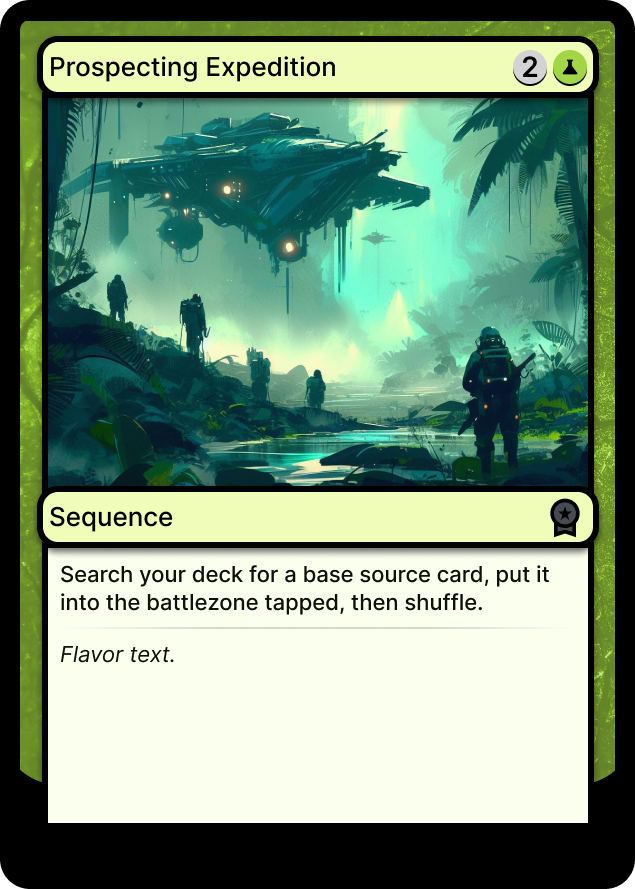 Prospecting Expedition 2
Sequence
Search your deck for a base source card, put it
into the battlezone tapped, then shuffle.
Flavor text.